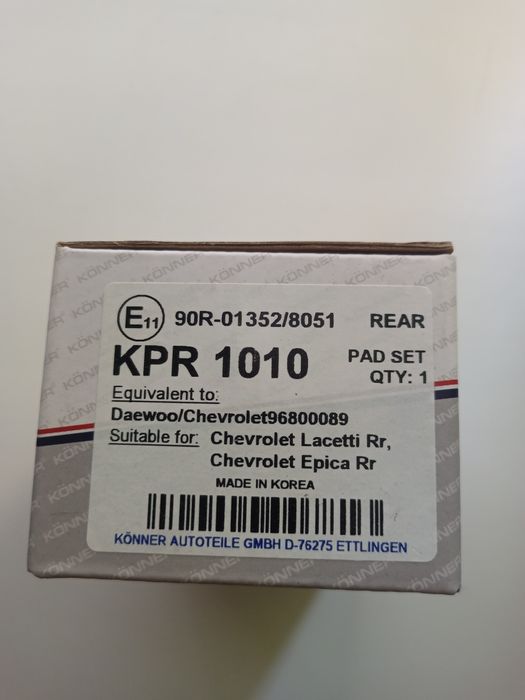 E11 90R-01352/8051 REAR
KPR 1010 PAD SET
QTY: 1
Equivalent to:
Daewoo/Chevrolet96800089
Suitable for: Chevrolet Lacetti Rr,
Chevrolet Epica Rr
MADE IN KOREA
KÖNNER AUTOTEILE GMBH D-76275 ETTLINGEN
KÖNNER